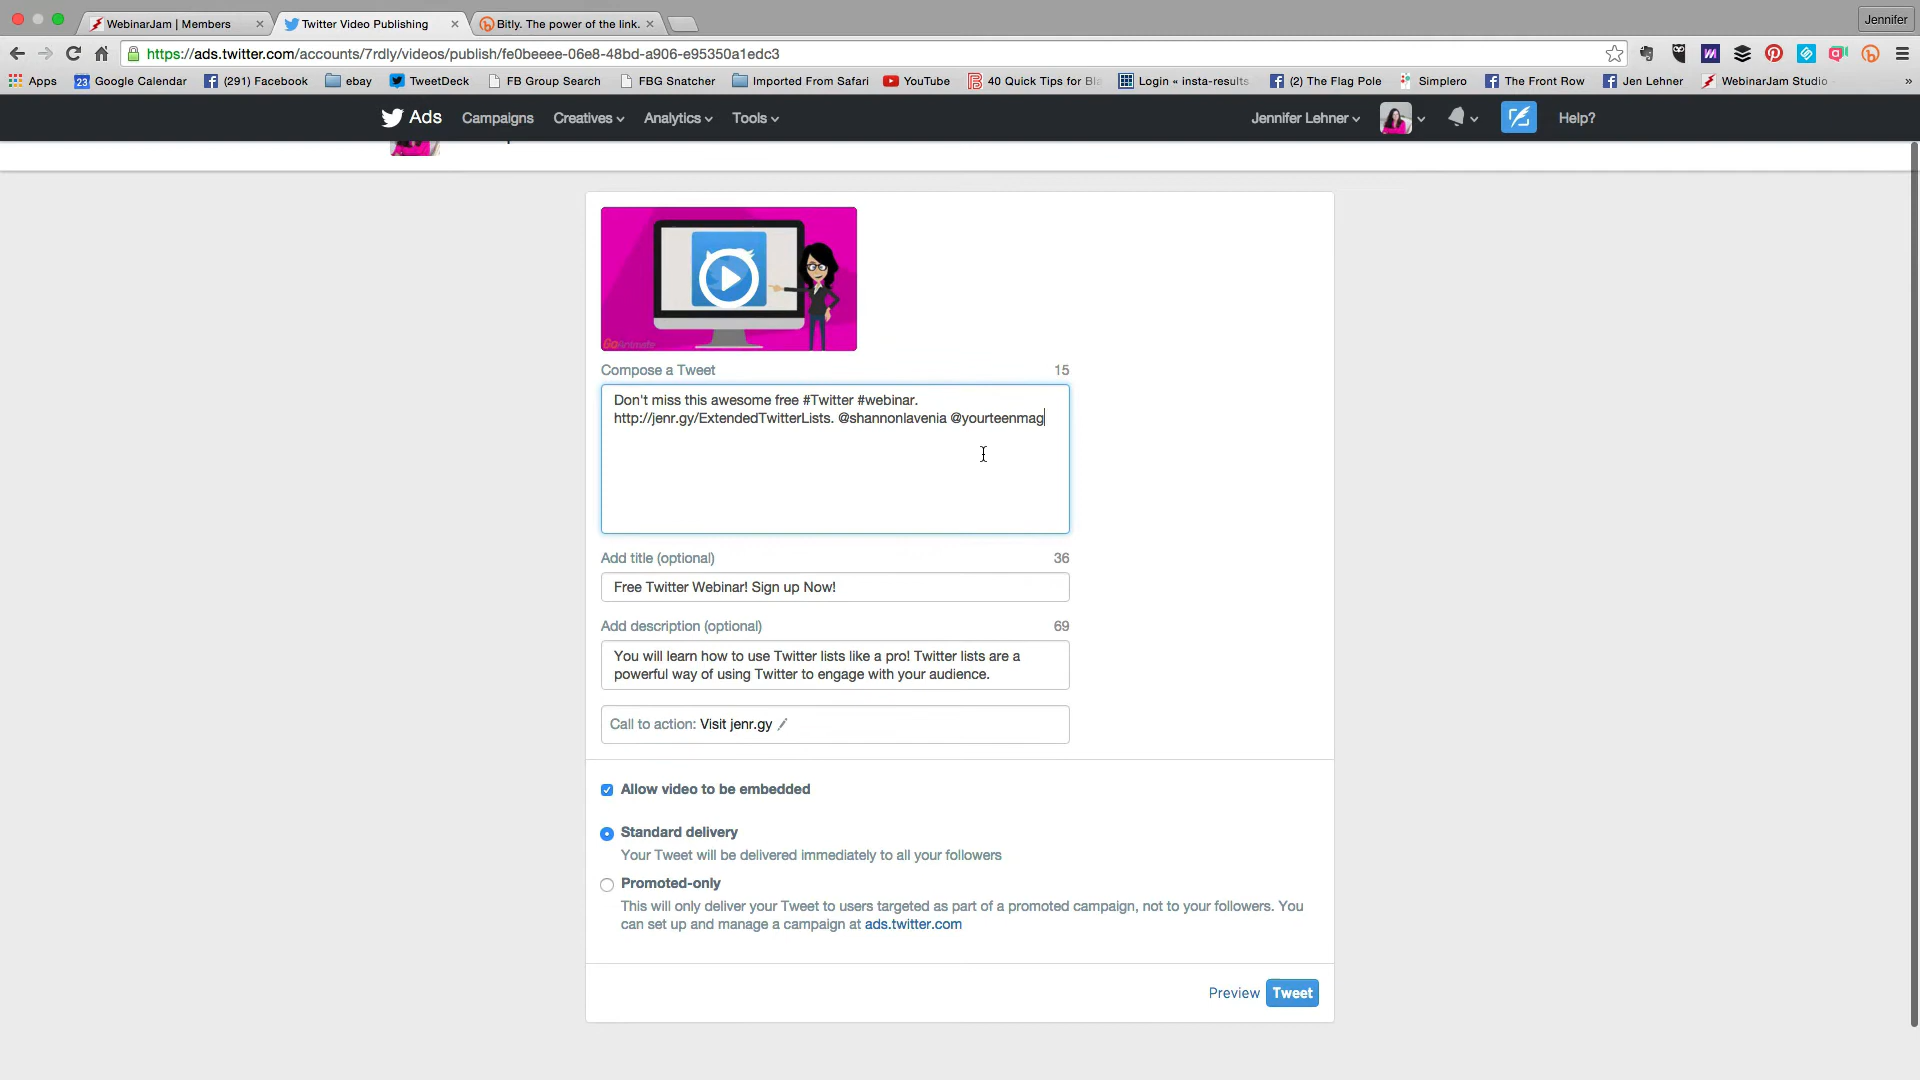 WebinarJam | Members
Twitter Video Publishing
Bitly. The power of the link.
Jennifer
https://ads.twitter.com/accounts/7rdly/videos/publish/fe0beeee-06e8-48bd-a906-e95350a1edc3
Apps
23 Google Calendar
(291) Facebook
ebay
TweetDeck
FB Group Search
FBG Snatcher
Imported From Safari
YouTube
40 Quick Tips for Bla
Login « insta-results
(2) The Flag Pole
Simplero
The Front Row
Jen Lehner
WebinarJam Studio
»
Ads
Campaigns
Creatives
Analytics
Tools
Jennifer Lehner
Help?
GoAnimate
Compose a Tweet
15
Don't miss this awesome free #Twitter #webinar.
http://jenr.gy/ExtendedTwitterLists. @shannonlavenia @yourteenmag
Add title (optional)
36
Free Twitter Webinar! Sign up Now!
Add description (optional)
69
You will learn how to use Twitter lists like a pro! Twitter lists are a
powerful way of using Twitter to engage with your audience.
Call to action: Visit jenr.gy
Allow video to be embedded
Standard delivery
Your Tweet will be delivered immediately to all your followers
Promoted-only
This will only deliver your Tweet to users targeted as part of a promoted campaign, not to your followers. You
can set up and manage a campaign at ads.twitter.com
Preview
Tweet